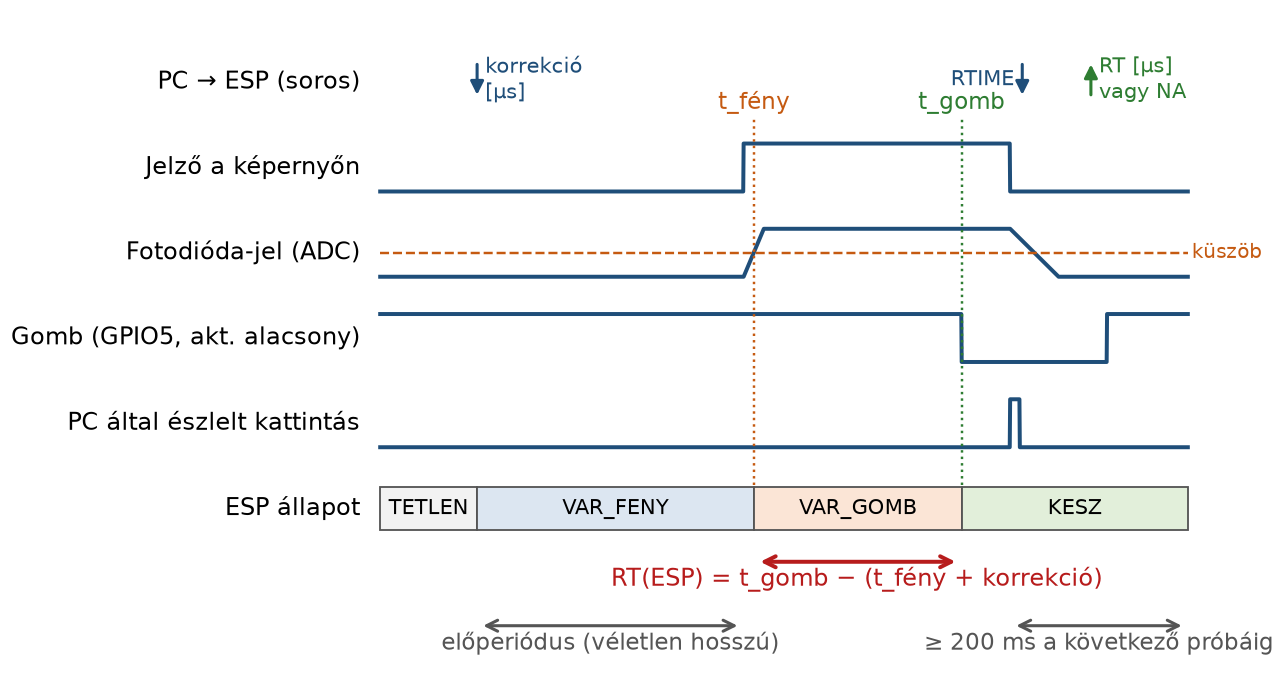 PC → ESP (soros)
korrekció
[µs]
RTIME
RT [µs]
vagy NA
t_fény
t_gomb
Jelző a képernyőn
Fotodióda-jel (ADC)
küszöb
Gomb (GPIO5, akt. alacsony)
PC által észlelt kattintás
ESP állapot
TETLEN
VAR_FENY
VAR_GOMB
KESZ
RT(ESP) = t_gomb − (t_fény + korrekció)
előperiódus (véletlen hosszú)
≥ 200 ms a következő próbáig